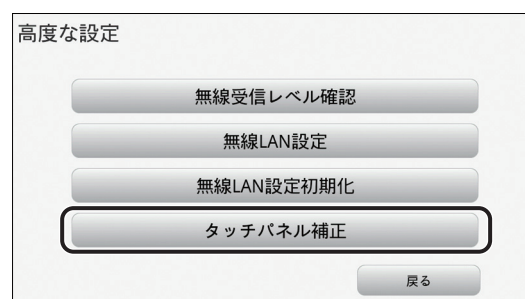 高度な設定
無線受信レベル確認
無線LAN設定
無線LAN設定初期化
タッチパネル補正
戻る